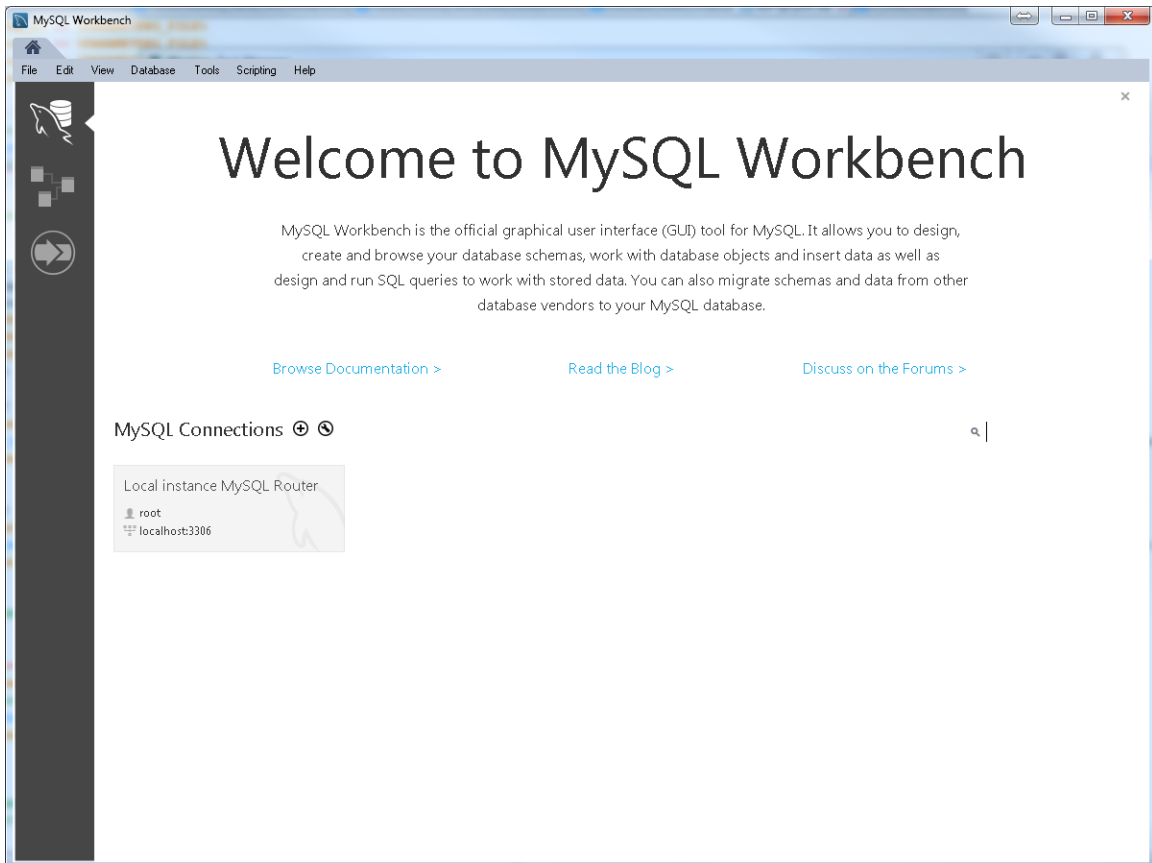 MySQL Workbench
File Edit View Database Tools Scripting Help
Welcome to MySQL Workbench
MySQL Workbench is the official graphical user interface (GUI) tool for MySQL. It allows you to design,
create and browse your database schemas, work with database objects and insert data as well as
design and run SQL queries to work with stored data. You can also migrate schemas and data from other
database vendors to your MySQL database.
Browse Documentation > Read the Blog > Discuss on the Forums >
MySQL Connections
Local instance MySQL Router
root
localhost:3306